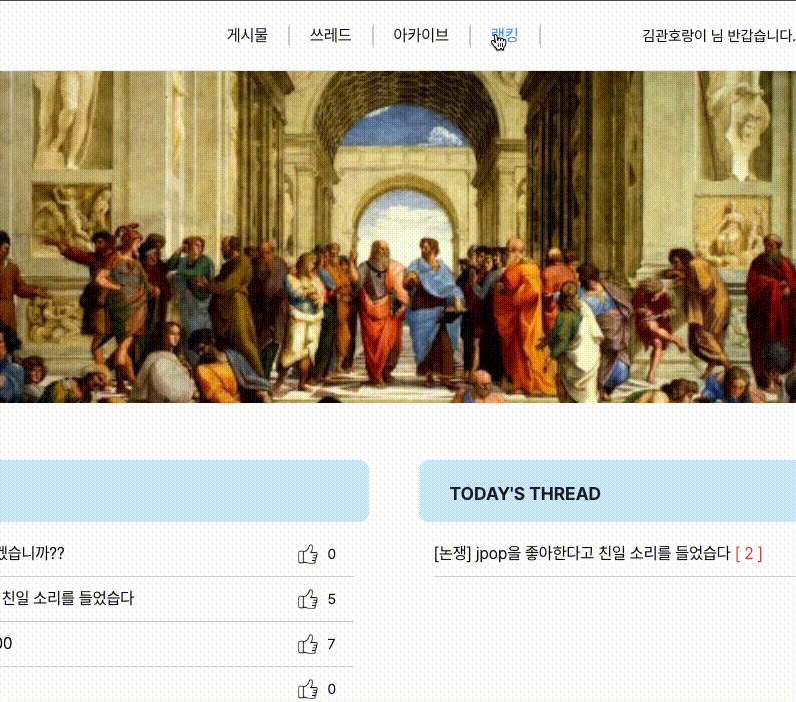 게시물 쓰레드 아카이브 랭킹 김관호랑이 님 반갑습니다.
TODAY'S THREAD
겠습니까?? 0
[논쟁] jpop을 좋아한다고 친일 소리를 들었습다 [ 2 ]
친일 소리를 들었습다 5
00 7
0